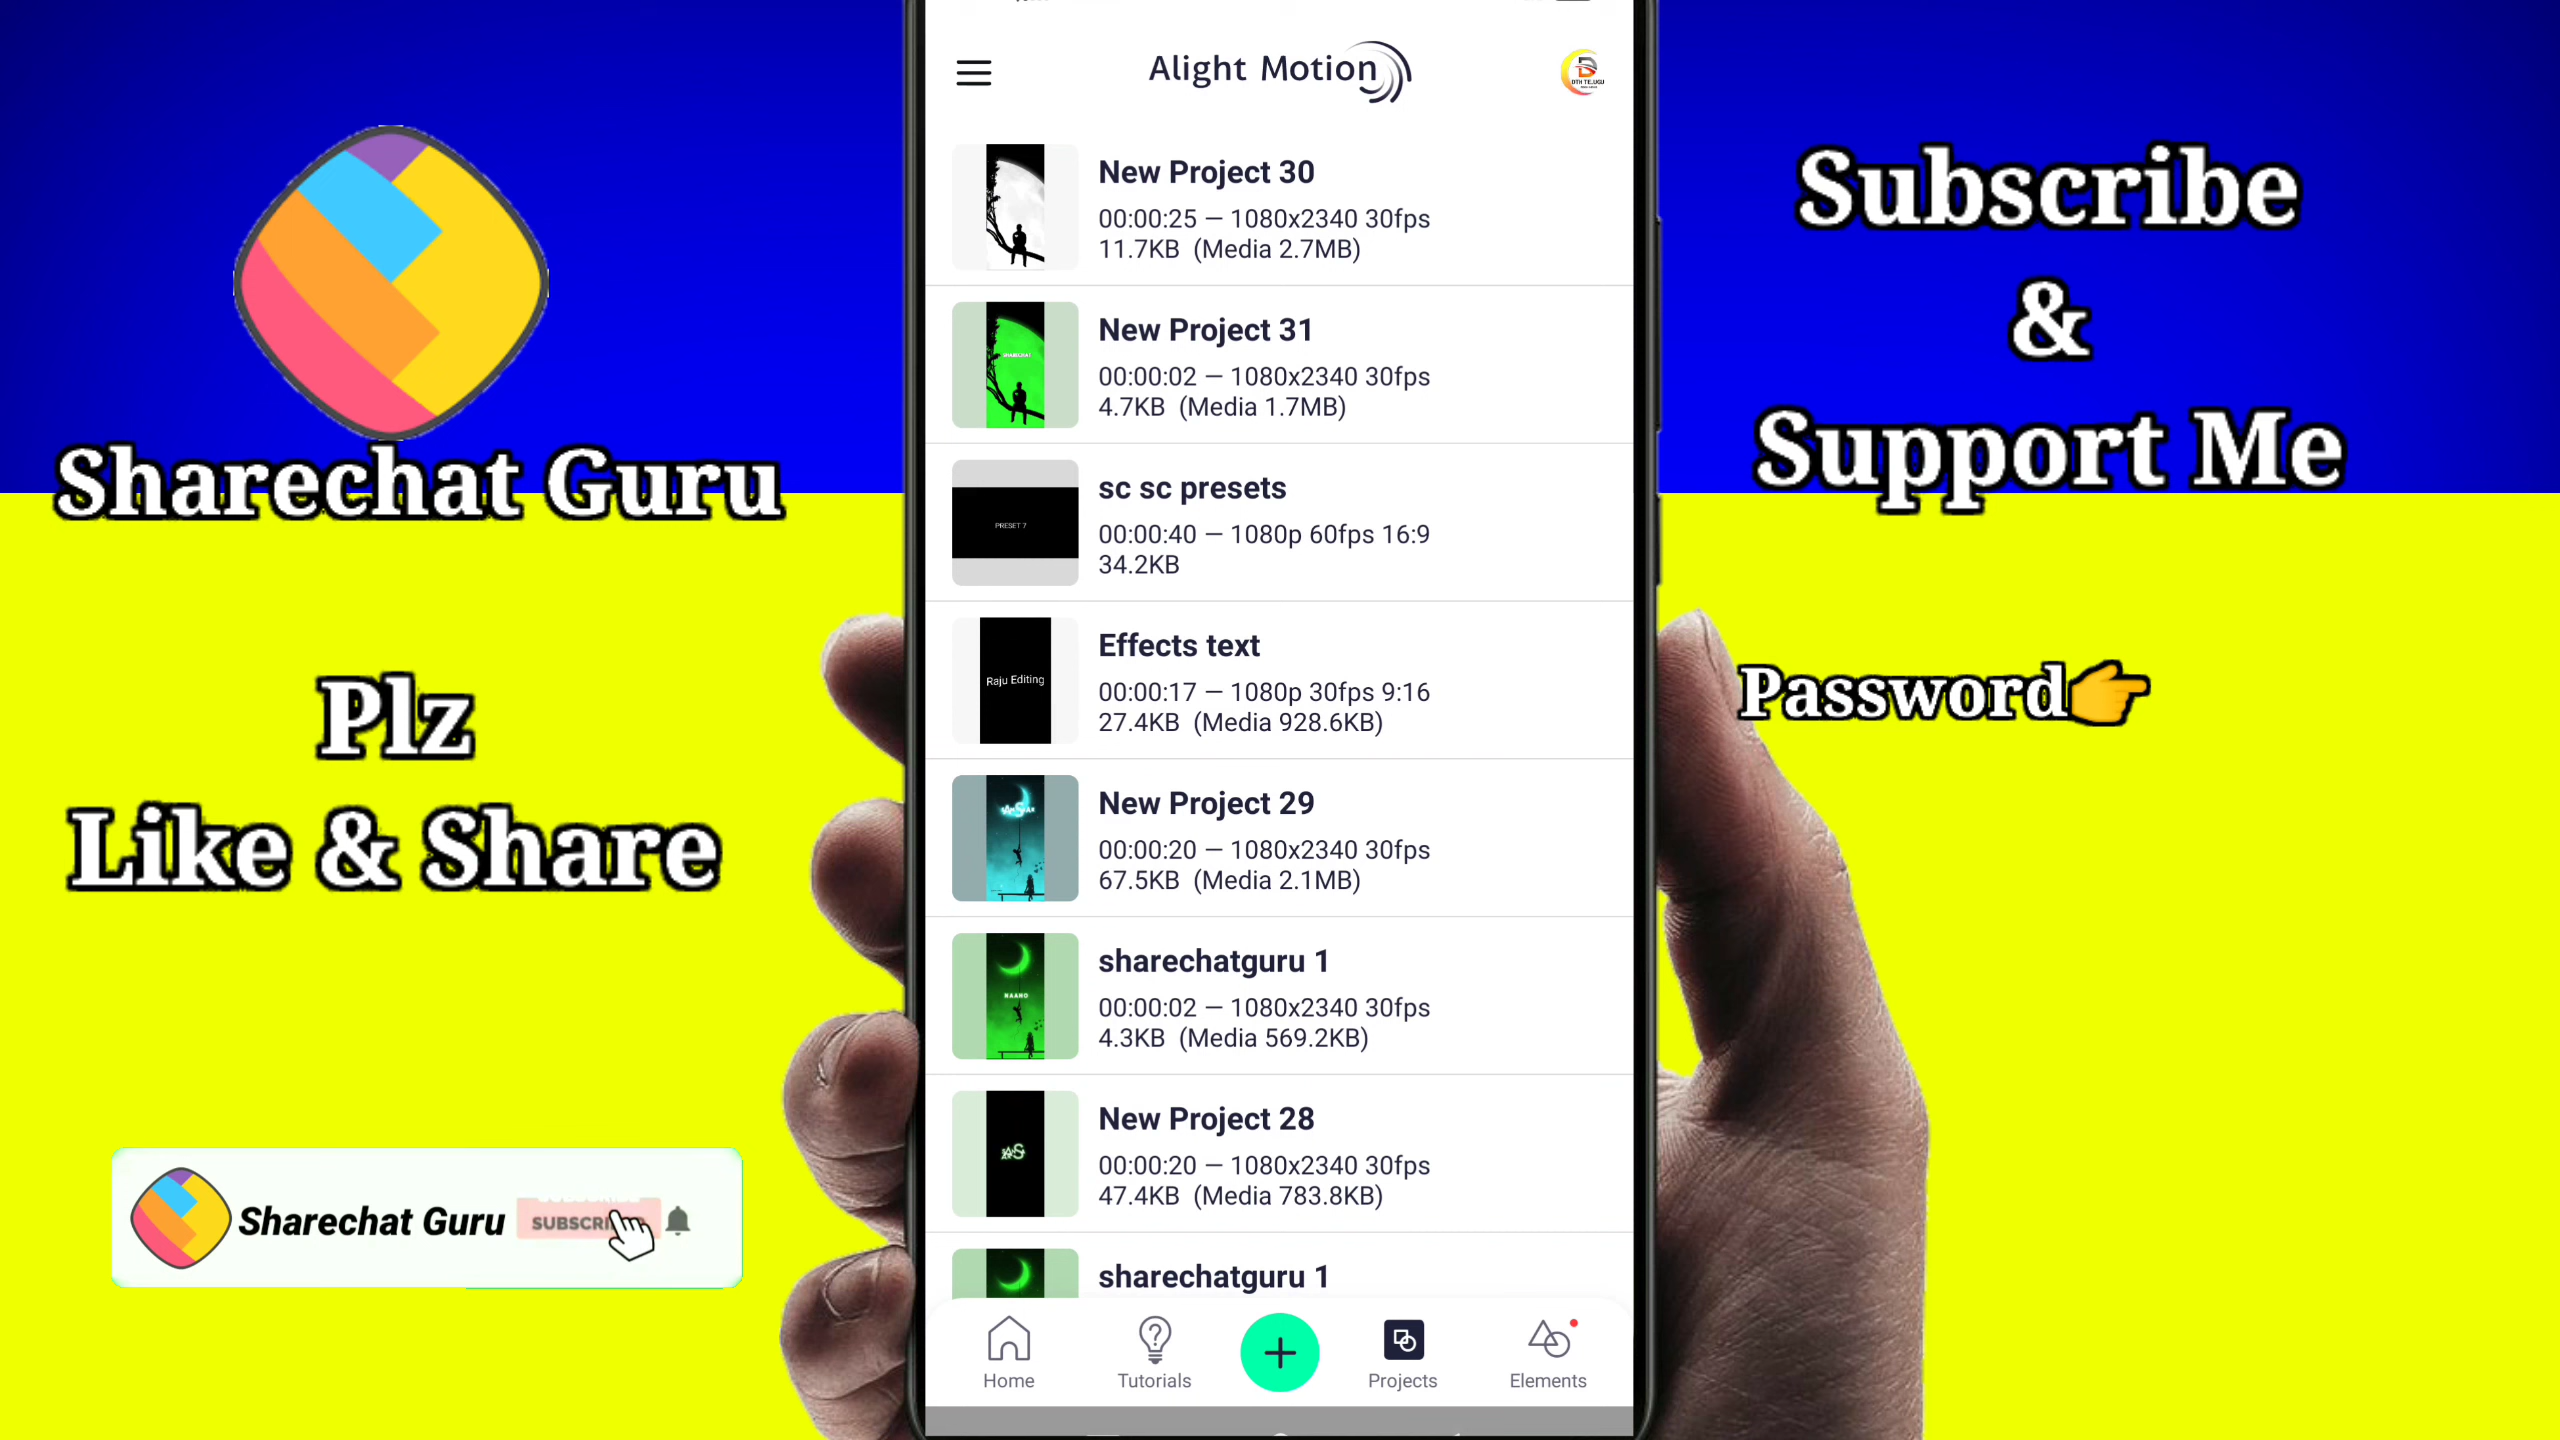 Sharechat Guru
Plz
Like & Share
Sharechat Guru
Alight Motion
New Project 30
00:00:25 — 1080x2340 30fps
11.7KB (Media 2.7MB)
New Project 31
00:00:02 — 1080x2340 30fps
4.7KB (Media 1.7MB)
PRESET 7
sc sc presets
00:00:40 — 1080p 60fps 16:9
34.2KB
Raju Editing
Effects text
00:00:17 — 1080p 30fps 9:16
27.4KB (Media 928.6KB)
New Project 29
00:00:20 — 1080x2340 30fps
67.5KB (Media 2.1MB)
NAANO
sharechatguru 1
00:00:02 — 1080x2340 30fps
4.3KB (Media 569.2KB)
New Project 28
00:00:20 — 1080x2340 30fps
47.4KB (Media 783.8KB)
sharechatguru 1
Home
Tutorials
Projects
Elements
Subscribe
&
Support Me
Password👉